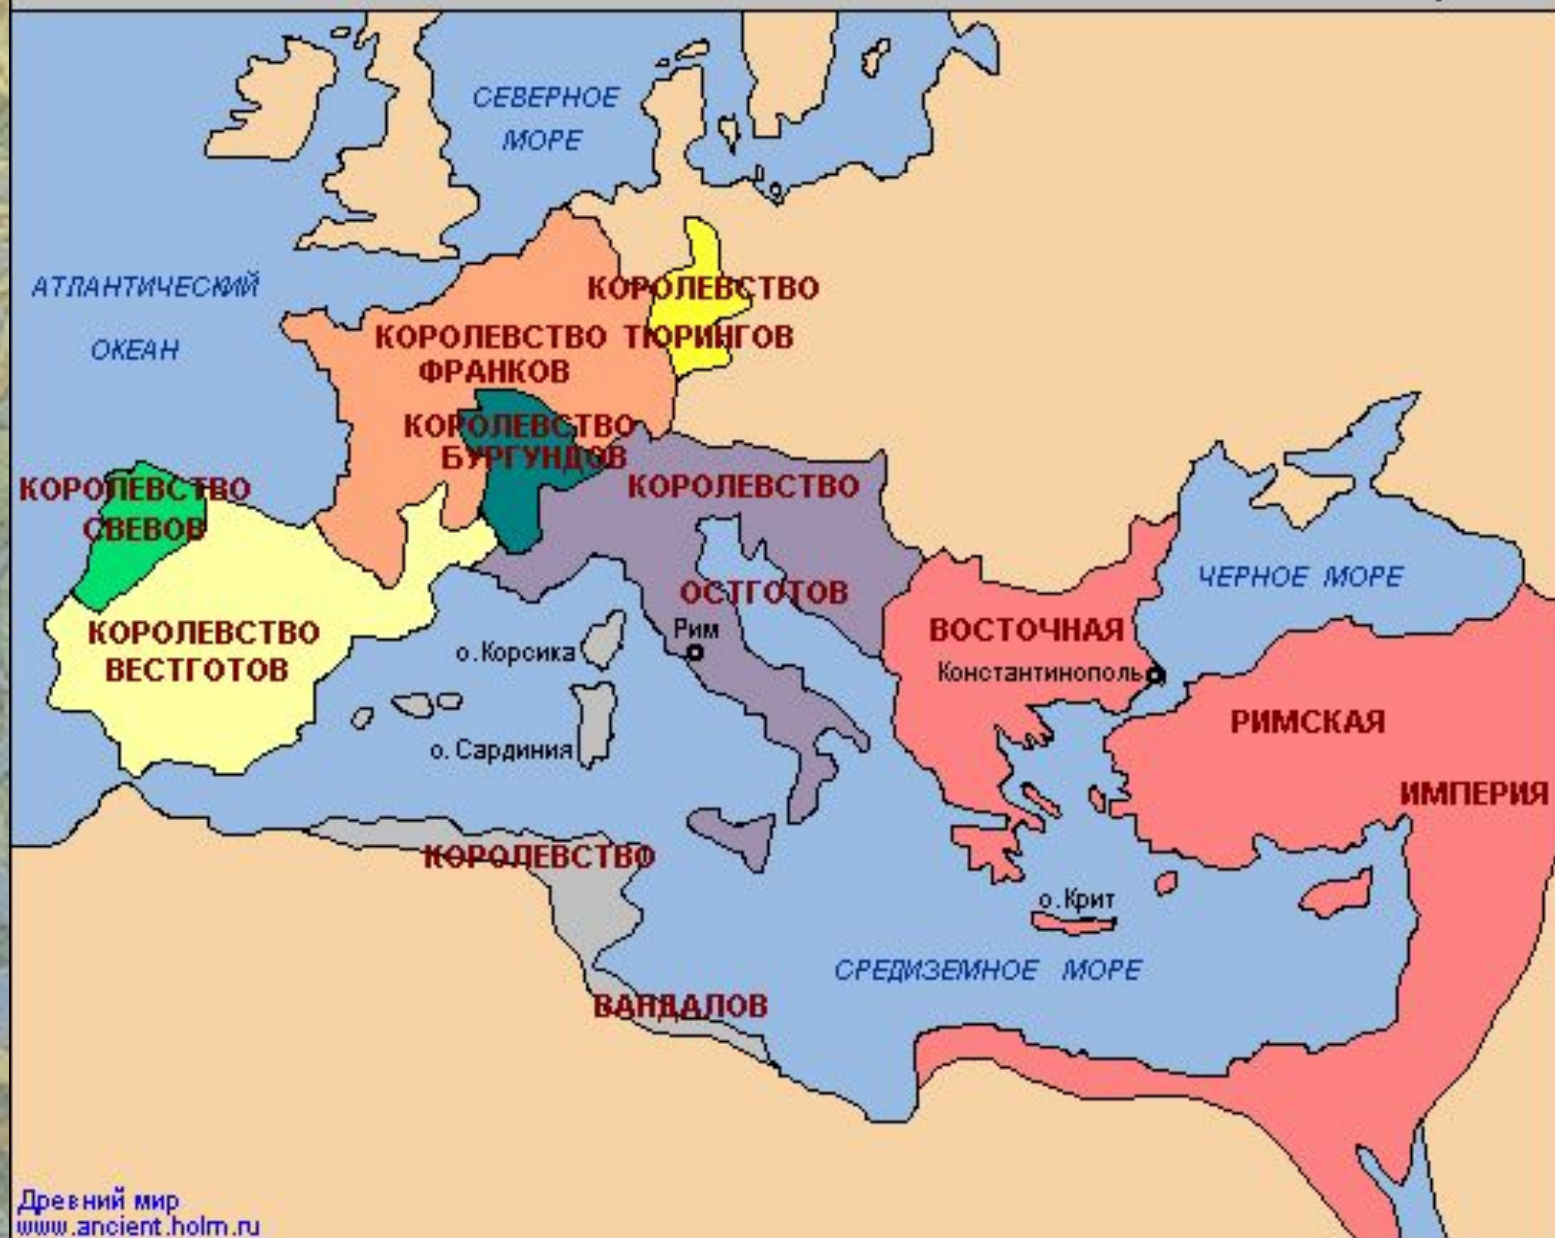 СЕВЕРНОЕ
МОРЕ
АТЛАНТИЧЕСКИЙ
ОКЕАН
КОРОЛЕВСТВО
ТЮРИНГОВ
КОРОЛЕВСТВО
ФРАНКОВ
КОРОЛЕВСТВО
БУРГУНДОВ
КОРОЛЕВСТВО
СВЕВОВ
КОРОЛЕВСТВО
ОСТГОТОВ
КОРОЛЕВСТВО
ВЕСТГОТОВ
ЧЕРНОЕ МОРЕ
ВОСТОЧНАЯ
РИМСКАЯ
ИМПЕРИЯ
Рим
Константинополь
о.Корсика
о.Сардиния
КОРОЛЕВСТВО
ВАНДАЛОВ
о.Крит
СРЕДИЗЕМНОЕ МОРЕ
Древний мир
www.ancient.holm.ru